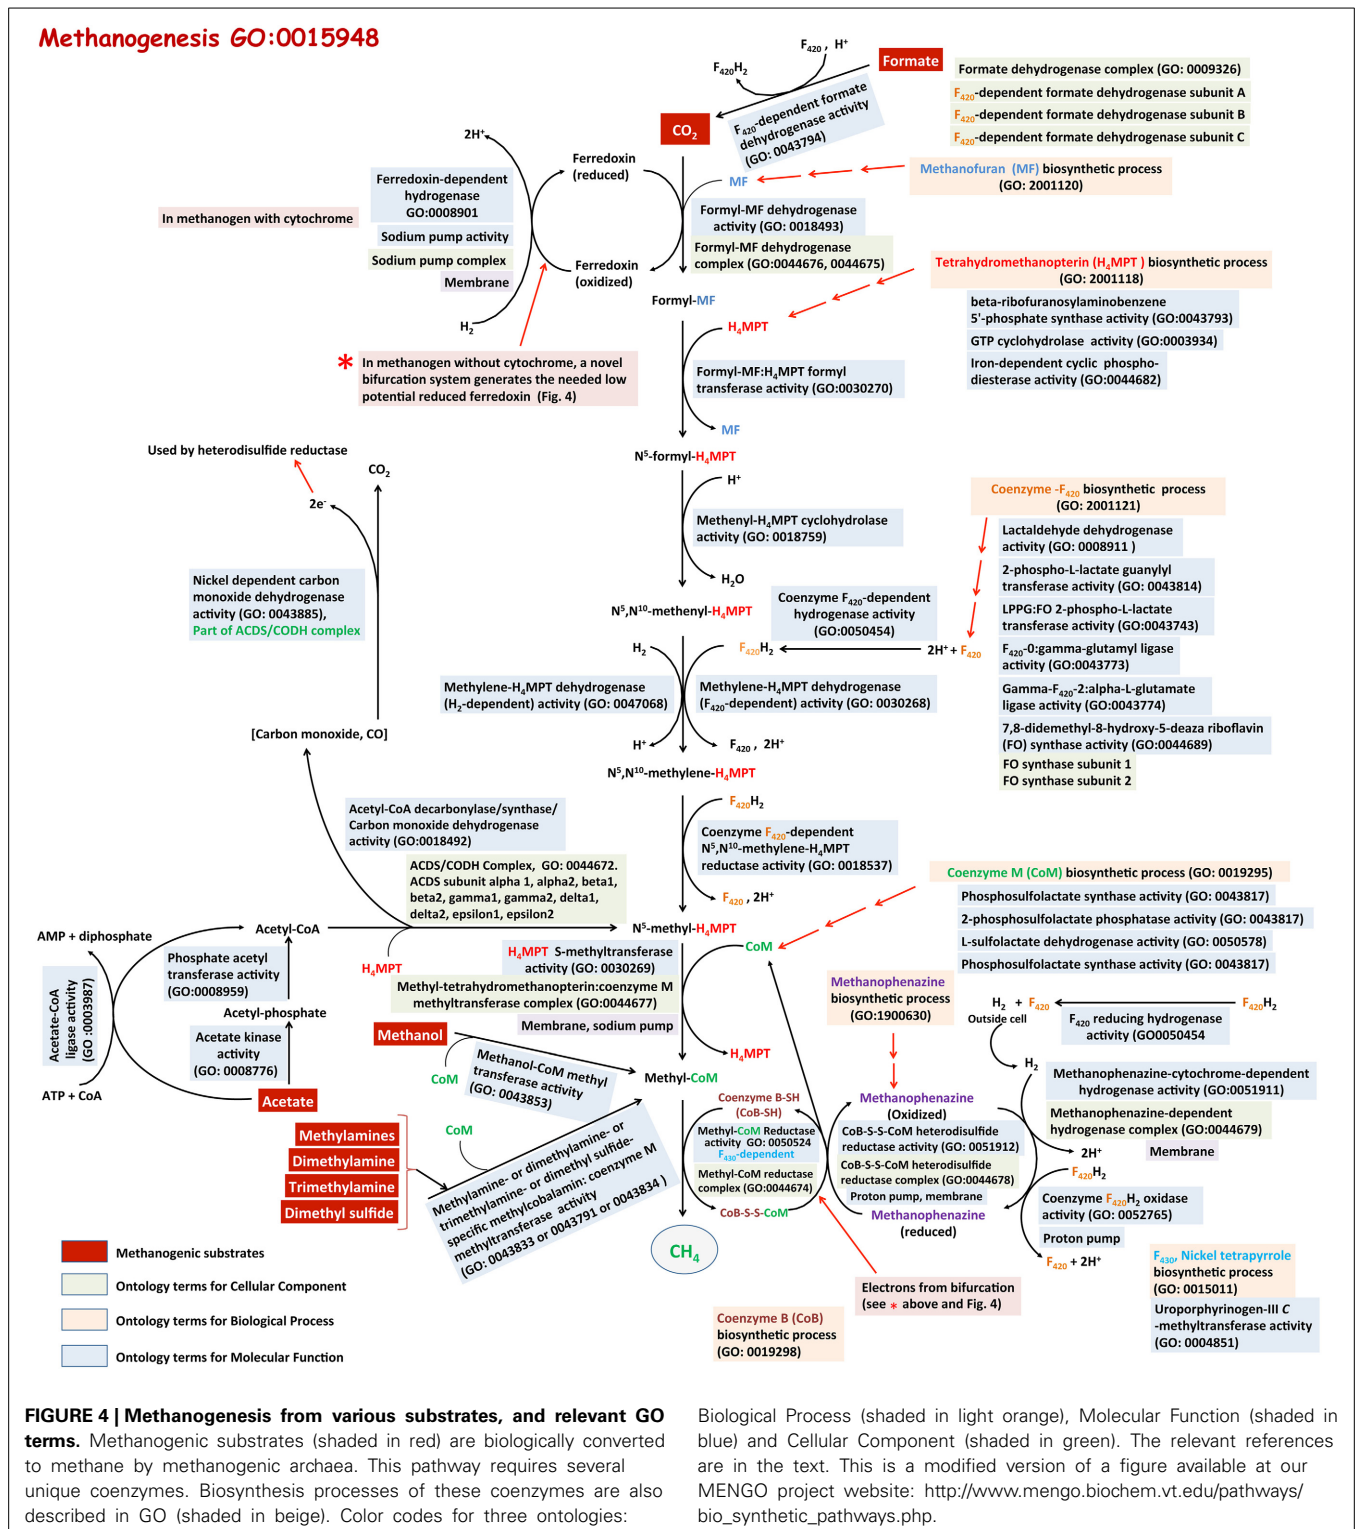 Methanogenesis GO:0015948
F420 , H+
F420H2
Formate
Formate dehydrogenase complex (GO: 0009326)
F420-dependent formate dehydrogenase subunit A
F420-dependent formate dehydrogenase subunit B
F420-dependent formate dehydrogenase subunit C
F420-dependent formate
dehydrogenase activity
(GO: 0043794)
CO2
2H+
Ferredoxin
(reduced)
MF
Methanofuran (MF) biosynthetic process
(GO: 2001120)
Ferredoxin-dependent
hydrogenase
GO:0008901
In methanogen with cytochrome
Sodium pump activity
Sodium pump complex
Membrane
Formyl-MF dehydrogenase
activity (GO: 0018493)
Formyl-MF dehydrogenase
complex (GO:0044676, 0044675)
Ferredoxin
(oxidized)
H2
Formyl-MF
Tetrahydromethanopterin (H4MPT ) biosynthetic process
(GO: 2001118)
beta-ribofuranosylaminobenzene
5'-phosphate synthase activity (GO:0043793)
GTP cyclohydrolase activity (GO:0003934)
Iron-dependent cyclic phospho-
diesterase activity (GO:0044682)
H4MPT
* In methanogen without cytochrome, a novel
bifurcation system generates the needed low
potential reduced ferredoxin (Fig. 4)
Formyl-MF:H4MPT formyl
transferase activity (GO:0030270)
MF
Used by heterodisulfide reductase
CO2
2e-
N5-formyl-H4MPT
H+
Methenyl-H4MPT cyclohydrolase
activity (GO: 0018759)
H2O
Coenzyme -F420 biosynthetic process
(GO: 2001121)
Lactaldehyde dehydrogenase
activity (GO: 0008911 )
2-phospho-L-lactate guanylyl
transferase activity (GO: 0043814)
LPPG:FO 2-phospho-L-lactate
transferase activity (GO:0043743)
F420-0:gamma-glutamyl ligase
activity (GO:0043773)
Gamma-F420-2:alpha-L-glutamate
ligase activity (GO:0043774)
7,8-didemethyl-8-hydroxy-5-deaza riboflavin
(FO) synthase activity (GO:0044689)
FO synthase subunit 1
FO synthase subunit 2
Nickel dependent carbon
monoxide dehydrogenase
activity (GO: 0043885),
Part of ACDS/CODH complex
N5,N10-methenyl-H4MPT
Coenzyme F420-dependent
hydrogenase activity
(GO:0050454)
H2
F420H2
2H+ + F420
Methylene-H4MPT dehydrogenase
(H2-dependent) activity (GO: 0047068)
Methylene-H4MPT dehydrogenase
(F420-dependent) activity (GO: 0030268)
[Carbon monoxide, CO]
H+
F420 , 2H+
N5,N10-methylene-H4MPT
F420H2
Acetyl-CoA decarbonylase/synthase/
Carbon monoxide dehydrogenase
activity (GO:0018492)
Coenzyme F420-dependent
N5,N10-methylene-H4MPT
reductase activity (GO: 0018537)
ACDS/CODH Complex, GO: 0044672.
ACDS subunit alpha 1, alpha2, beta1,
beta2, gamma1, gamma2, delta1,
delta2, epsilon1, epsilon2
F420 , 2H+
Coenzyme M (CoM) biosynthetic process (GO: 0019295)
Phosphosulfolactate synthase activity (GO: 0043817)
2-phosphosulfolactate phosphatase activity (GO: 0043817)
L-sulfolactate dehydrogenase activity (GO: 0050578)
Phosphosulfolactate synthase activity (GO: 0043817)
AMP + diphosphate
Acetyl-CoA
N5-methyl-H4MPT
H4MPT
Acetate-CoA
ligase activity
(GO :0003987)
Phosphate acetyl
transferase activity
(GO:0008959)
Acetyl-phosphate
Acetate kinase
activity
(GO: 0008776)
ATP + CoA
Acetate
H4MPT S-methyltransferase
activity (GO: 0030269)
Methyl-tetrahydromethanopterin:coenzyme M
methyltransferase complex (GO:0044677)
Membrane, sodium pump
CoM
H4MPT
Methanol
CoM
Methanol-CoM methyl
transferase activity
(GO: 0043853)
Methyl-CoM
Methanophenazine
biosynthetic process
(GO:1900630)
H2 + F420
Outside cell
F420H2
F420 reducing hydrogenase
activity (GO0050454
H2
Methanophenazine-cytochrome-dependent
hydrogenase activity (GO:0051911)
Methanophenazine-dependent
hydrogenase complex (GO:0044679)
Membrane
2H+
F420H2
Coenzyme F420H2 oxidase
activity (GO: 0052765)
Proton pump
F420 + 2H+
Methylamines
Dimethylamine
Trimethylamine
Dimethyl sulfide
CoM
Methylamine- or dimethylamine- or
trimethylamine- or dimethyl sulfide-
specific methylcobalamin: coenzyme M
methyltransferase activity
(GO: 0043833 or 0043791 or 0043834 )
Coenzyme B-SH
(CoB-SH)
Methyl-CoM Reductase
activity GO: 0050524
F430-dependent
Methyl-CoM reductase
complex (GO:0044674)
CoB-S-S-CoM
CH4
Methanophenazine
(Oxidized)
CoB-S-S-CoM heterodisulfide
reductase activity (GO: 0051912)
CoB-S-S-CoM heterodisulfide
reductase complex (GO:0044678)
Proton pump, membrane
Methanophenazine
(reduced)
Electrons from bifurcation
(see * above and Fig. 4)
Coenzyme B (CoB)
biosynthetic process
(GO: 0019298)
F430, Nickel tetrapyrrole
biosynthetic process
(GO: 0015011)
Uroporphyrinogen-III C
-methyltransferase activity
(GO: 0004851)
Methanogenic substrates
Ontology terms for Cellular Component
Ontology terms for Biological Process
Ontology terms for Molecular Function
FIGURE 4 | Methanogenesis from various substrates, and relevant GO
terms. Methanogenic substrates (shaded in red) are biologically converted
to methane by methanogenic archaea. This pathway requires several
unique coenzymes. Biosynthesis processes of these coenzymes are also
described in GO (shaded in beige). Color codes for three ontologies:
Biological Process (shaded in light orange), Molecular Function (shaded in
blue) and Cellular Component (shaded in green). The relevant references
are in the text. This is a modified version of a figure available at our
MENGO project website: http://www.mengo.biochem.vt.edu/pathways/
bio_synthetic_pathways.php.